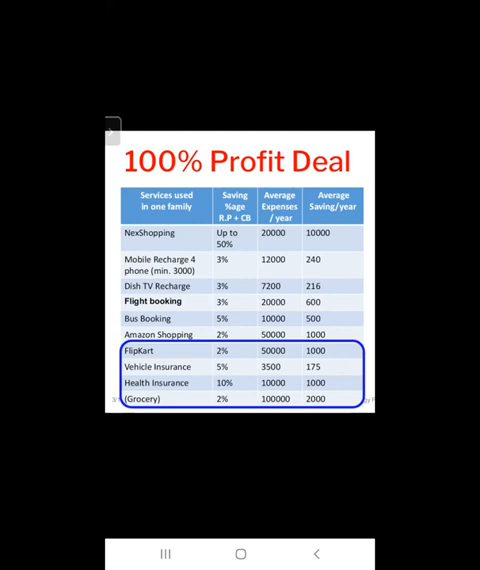 100% Profit Deal
Services used in one family Saving %age R.P + CB Average Expenses / year Average Saving/year
NexShopping Up to 50% 20000 10000
Mobile Recharge 4 phone (min. 3000) 3% 12000 240
Dish TV Recharge 3% 7200 216
Flight booking 3% 20000 600
Bus Booking 5% 10000 500
Amazon Shopping 2% 50000 1000
FlipKart 2% 50000 1000
Vehicle Insurance 5% 3500 175
Health Insurance 10% 10000 1000
(Grocery) 2% 100000 2000